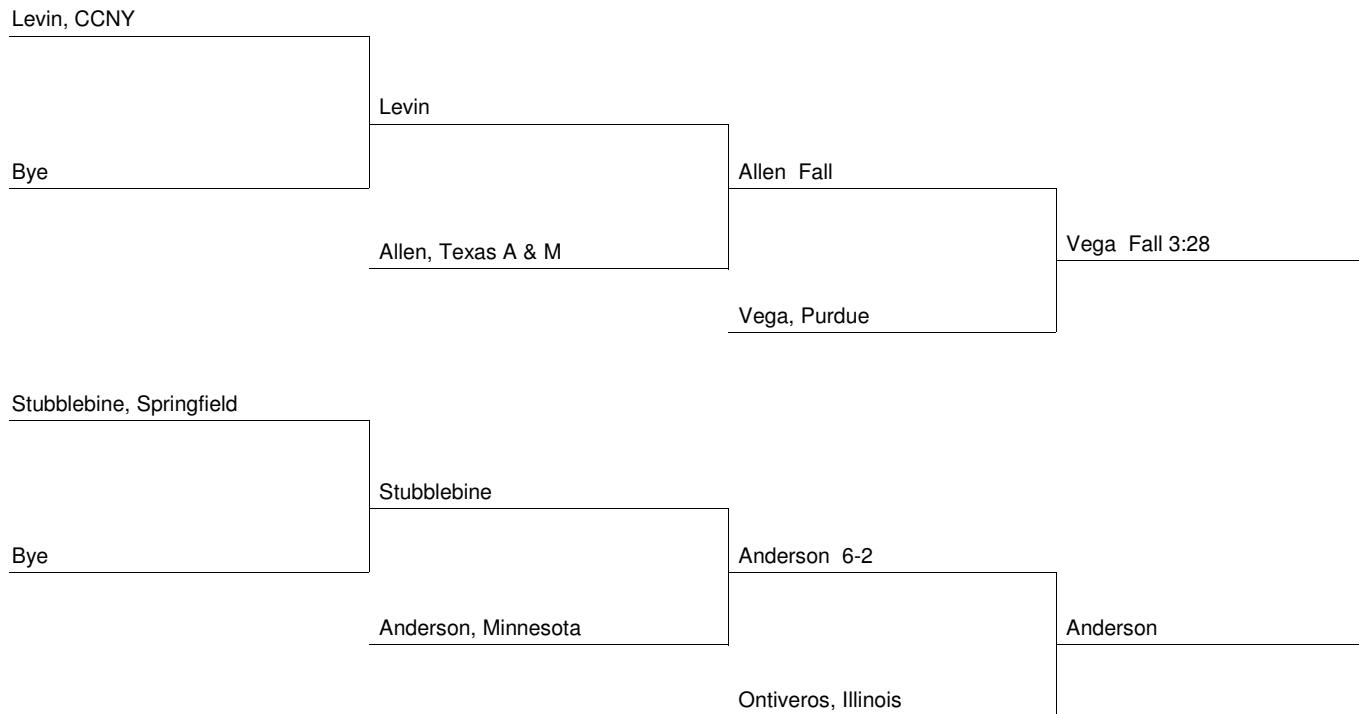 Levin, CCNY
Levin
Bye
Allen  Fall
Allen, Texas A & M
Vega  Fall 3:28
Vega, Purdue
Stubblebine, Springfield
Stubblebine
Bye
Anderson  6-2
Anderson, Minnesota
Anderson
Ontiveros, Illinois